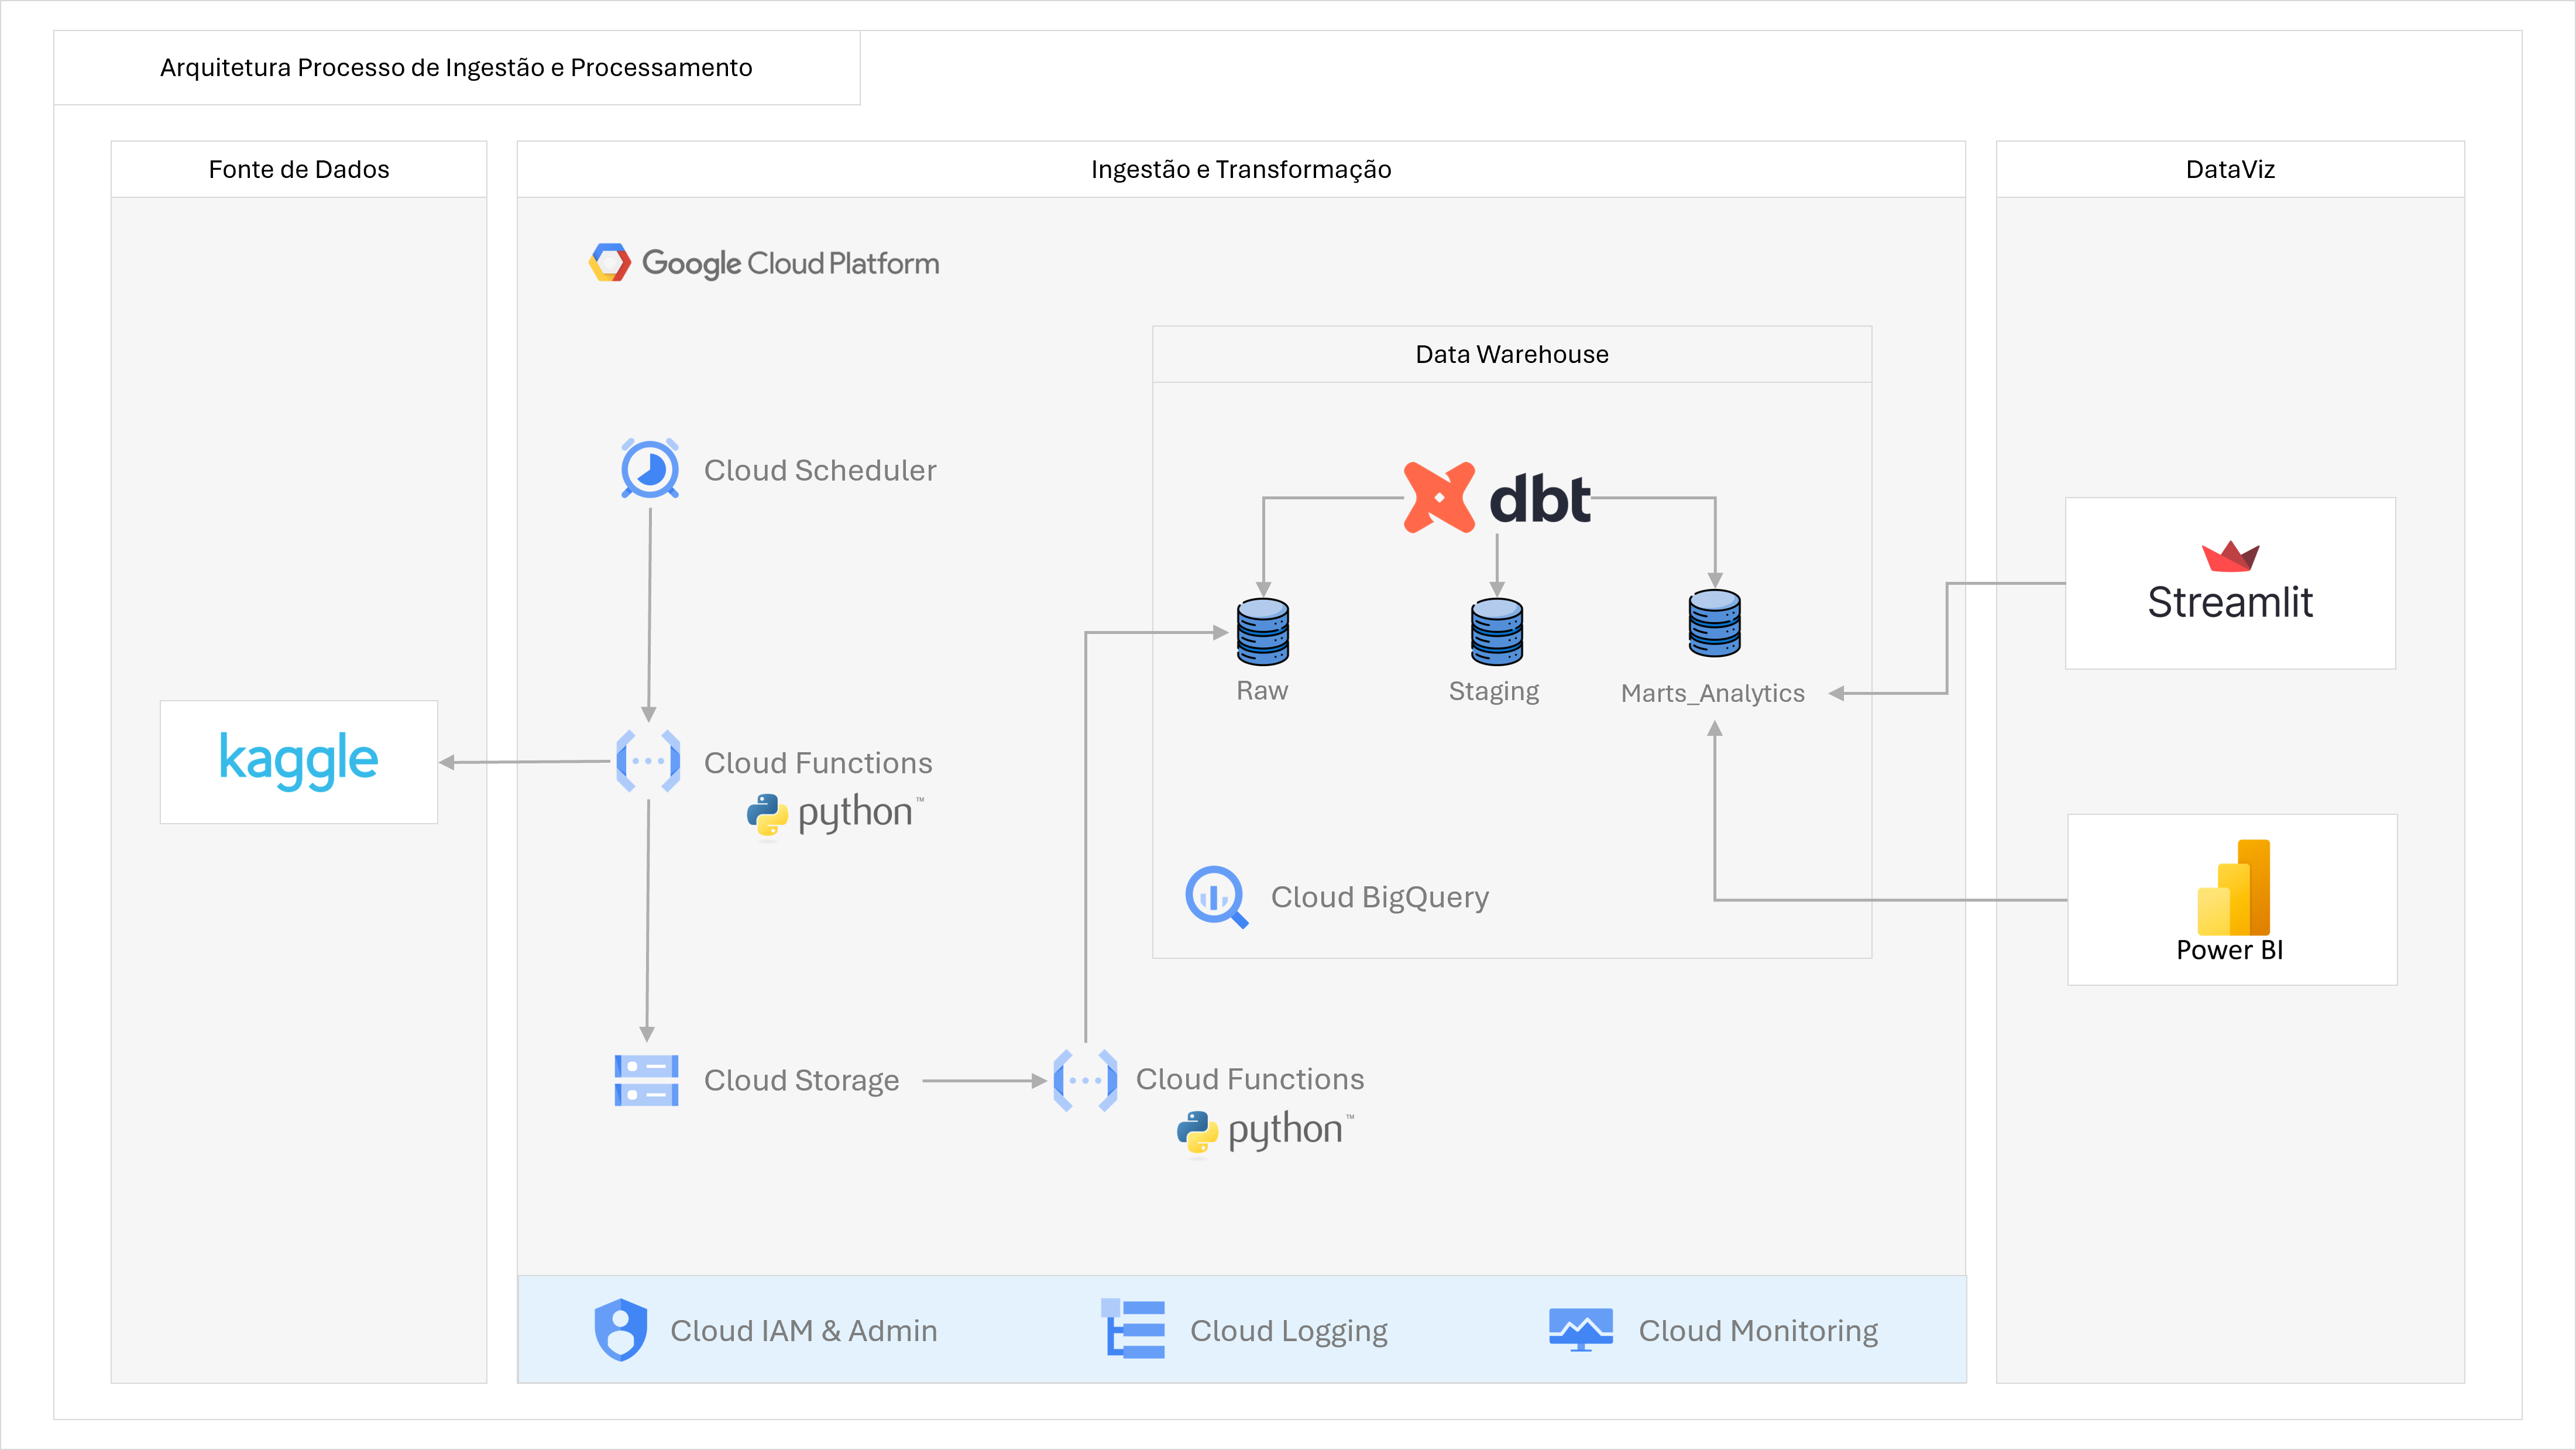 Arquitetura Processo de Ingestão e Processamento
Fonte de Dados
kaggle
Ingestão e Transformação
Google Cloud Platform
Cloud Scheduler
Cloud Functions
python™
Cloud Storage
Cloud Functions
python™
Data Warehouse
dbt
Raw
Staging
Marts_Analytics
Cloud BigQuery
Cloud IAM & Admin
Cloud Logging
Cloud Monitoring
DataViz
Streamlit
Power BI